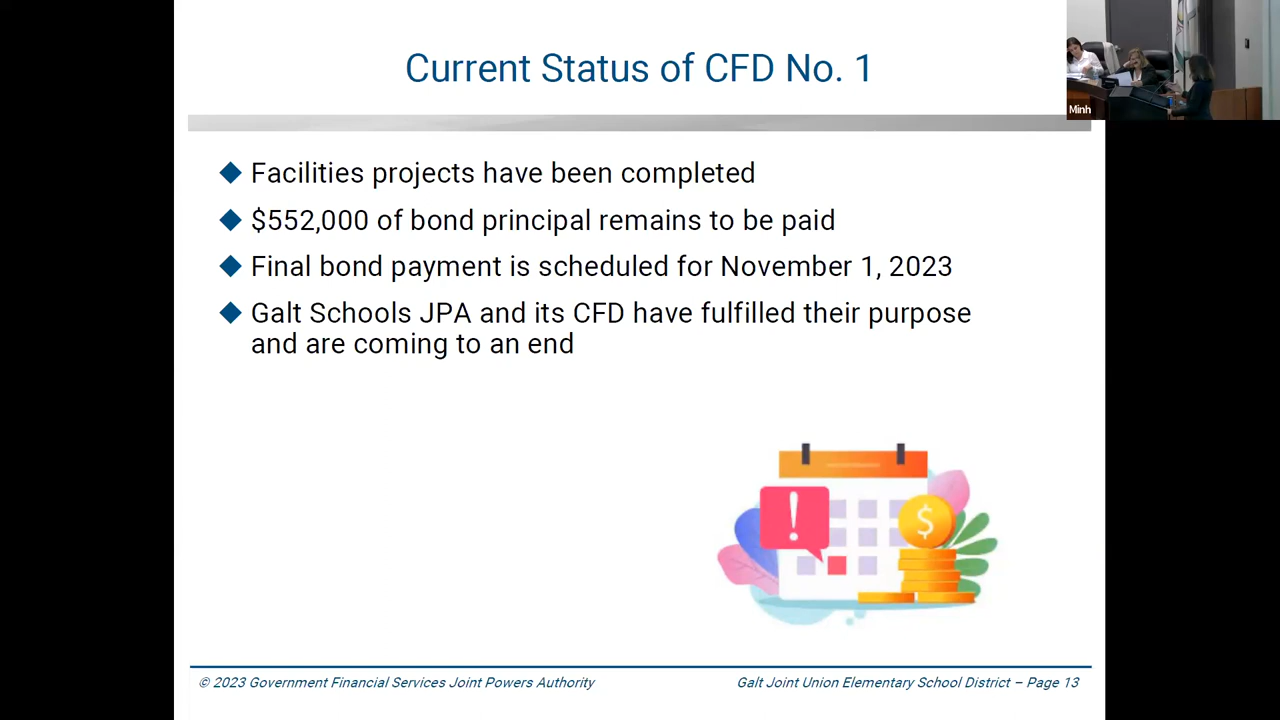 Current Status of CFD No. 1
Minh
Facilities projects have been completed
$552,000 of bond principal remains to be paid
Final bond payment is scheduled for November 1, 2023
Galt Schools JPA and its CFD have fulfilled their purpose
and are coming to an end
!
$
© 2023 Government Financial Services Joint Powers Authority
Galt Joint Union Elementary School District – Page 13